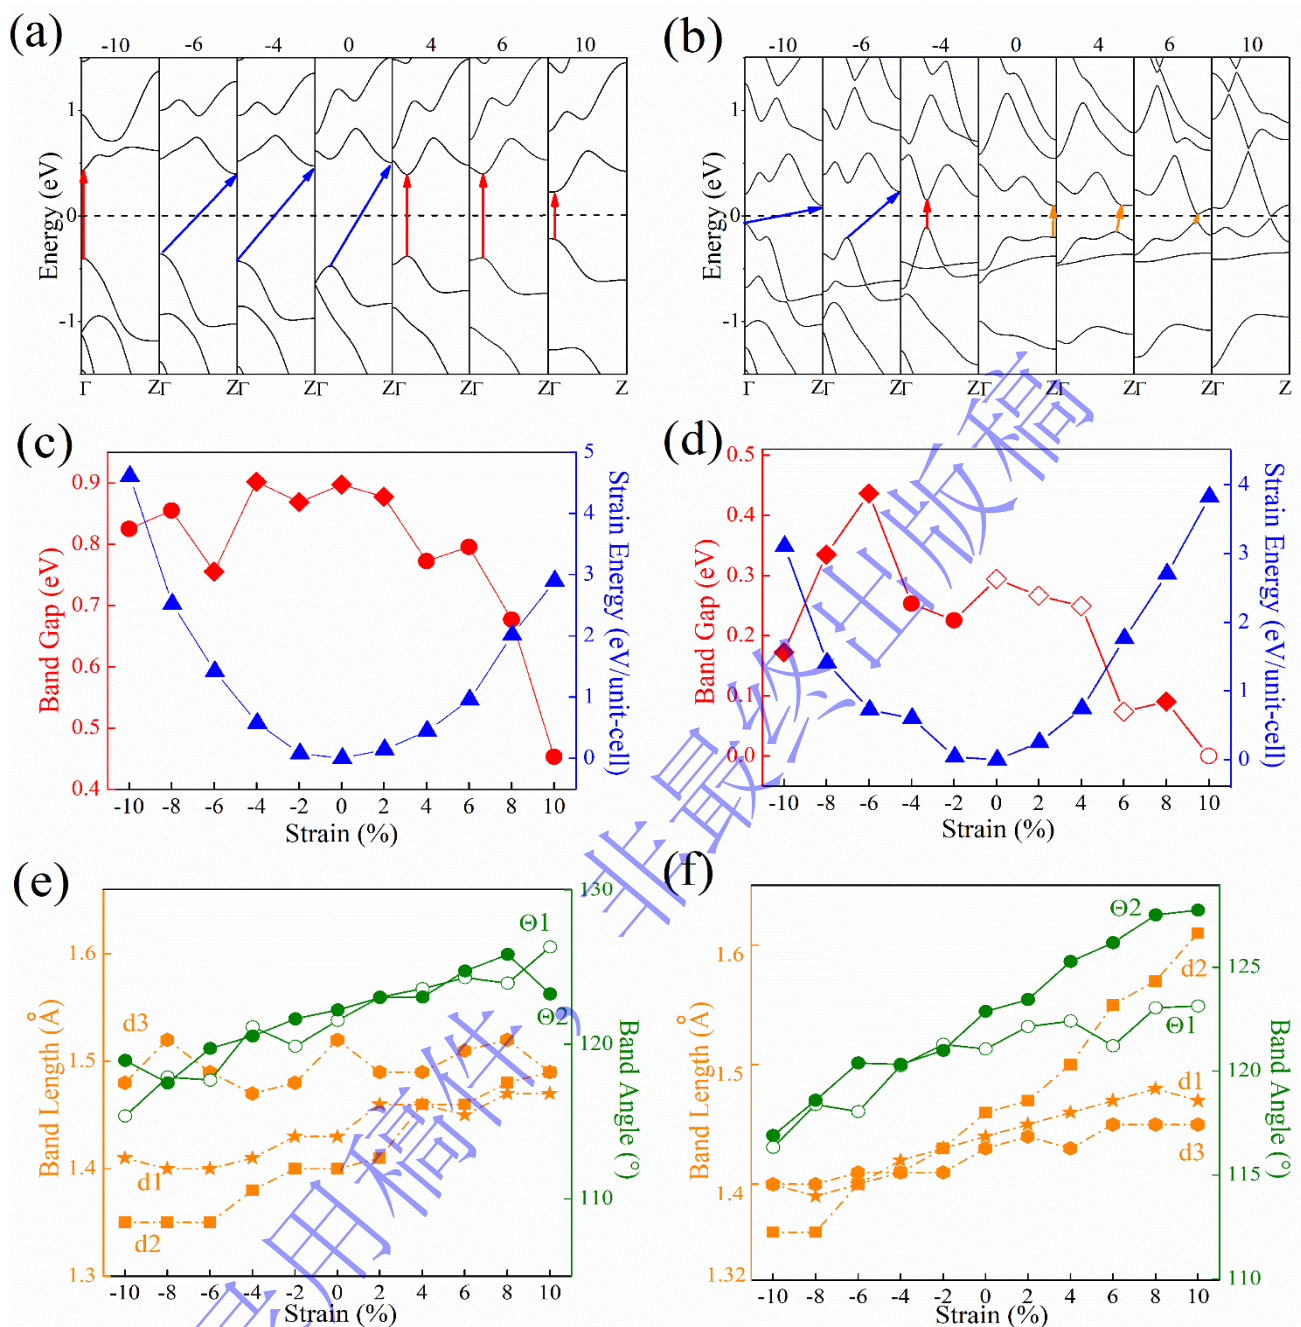 (a)
-10 -6 -4 0 4 6 10
Energy (eV)
1
0
-1
Γ ZΓ ZΓ ZΓ ZΓ ZΓ ZΓ Z
(b)
-10 -6 -4 0 4 6 10
Energy (eV)
1
0
-1
Γ ZΓ ZΓ ZΓ ZΓ ZΓ ZΓ Z
(c)
Band Gap (eV)
0.9
0.8
0.7
0.6
0.5
0.4
5
4
3
2
1
0
Strain Energy (eV/unit-cell)
-10 -8 -6 -4 -2 0 2 4 6 8 10
Strain (%)
(d)
Band Gap (eV)
0.5
0.4
0.3
0.2
0.1
0.0
4
3
2
1
0
Strain Energy (eV/unit-cell)
-10 -8 -6 -4 -2 0 2 4 6 8 10
Strain (%)
(e)
Band Length (Å)
1.6
1.5
1.4
1.3
Θ1
Θ2
d3
d1
d2
130
120
110
Band Angle (°)
-10 -8 -6 -4 -2 0 2 4 6 8 10
Strain (%)
(f)
Band Length (Å)
1.6
1.5
1.4
1.32
Θ2
d2
Θ1
d1
d3
125
120
115
110
Band Angle (°)
-10 -8 -6 -4 -2 0 2 4 6 8 10
Strain (%)
用稿件，非最终出版稿